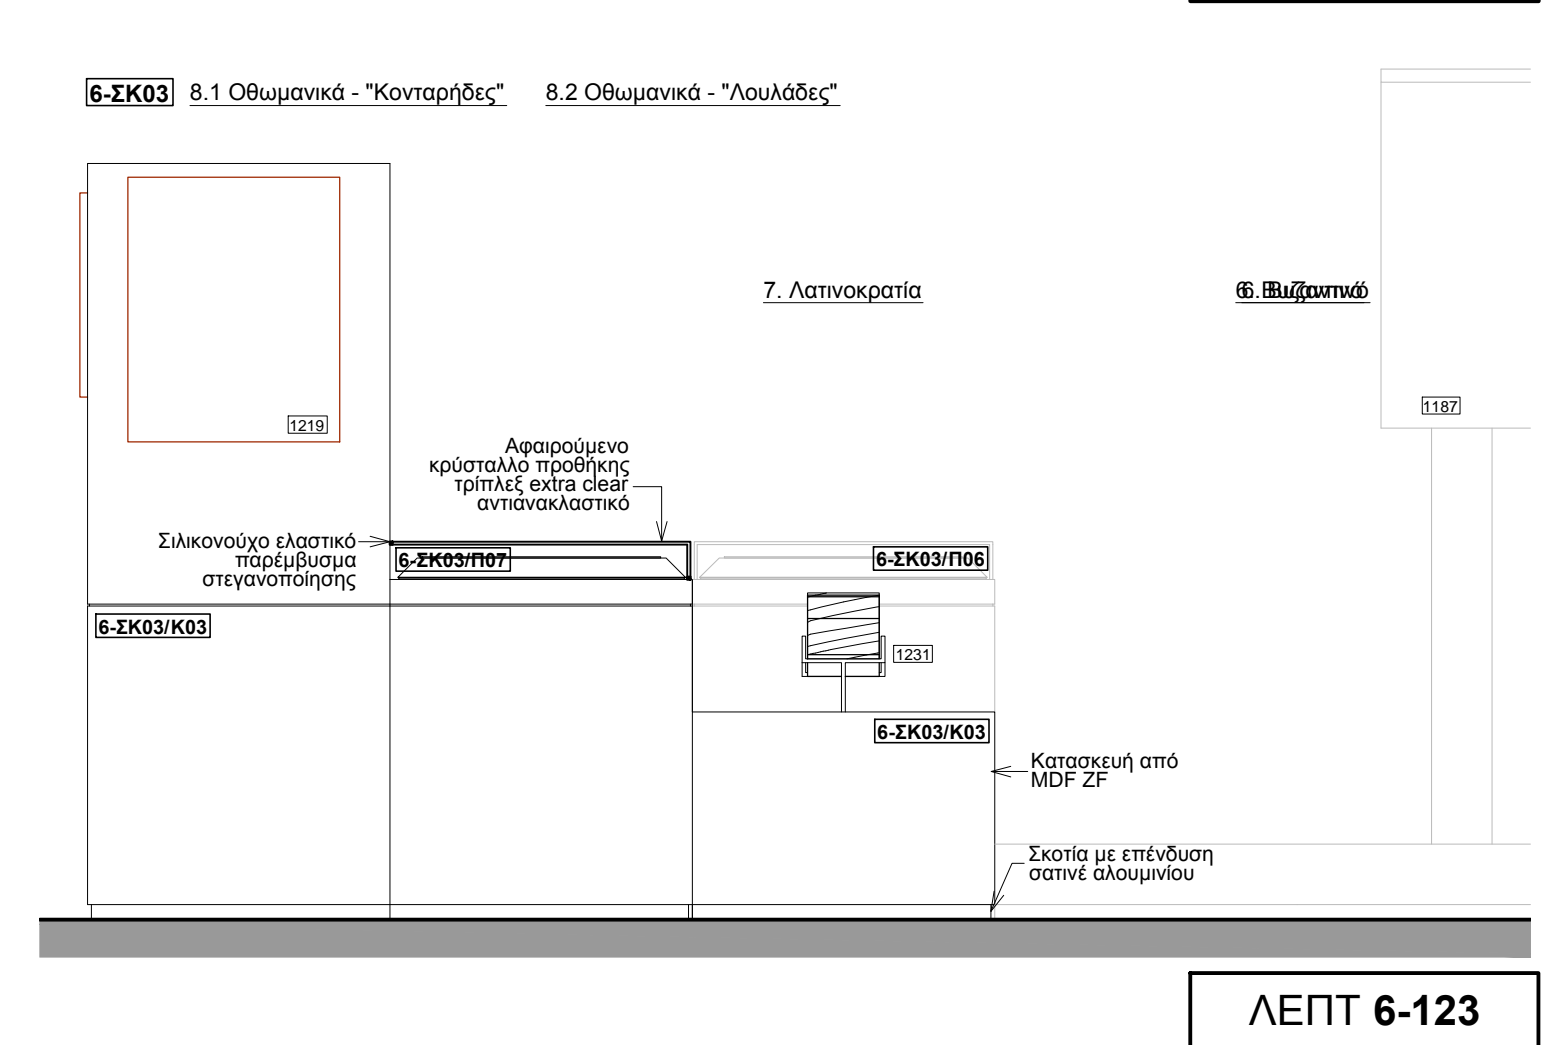 6-ΣΚ03 8.1 Οθωμανικά - "Κονταρήδες" 8.2 Οθωμανικά - "Λουλάδες"
7. Λατινοκρατία
6. Βυζαντινό
1187
1219
Αφαιρούμενο
κρύσταλλο προθήκης
τρίπλεξ extra clear
αντιανακλαστικό
Σιλικονούχο ελαστικό
παρέμβυσμα
στεγανοποίησης
6-ΣΚ03/Π07
6-ΣΚ03/Π06
6-ΣΚ03/Κ03
1231
6-ΣΚ03/Κ03
Κατασκευή από
MDF ZF
Σκοτία με επένδυση
σατινέ αλουμινίου
ΛΕΠΤ 6-123